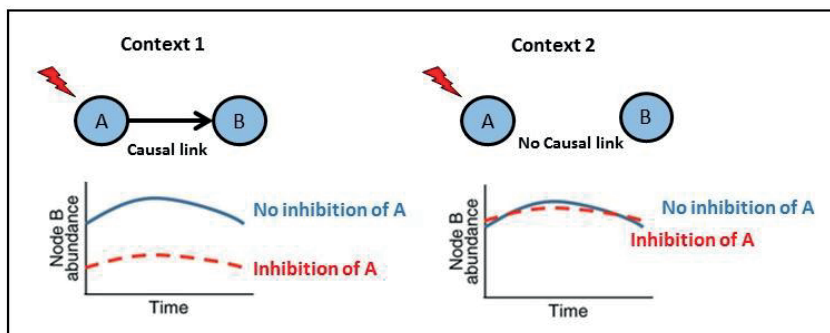 Context 1
A
B
Causal link
Node B
abundance
No inhibition of A
Inhibition of A
Time
Context 2
A
B
No Causal link
Node B
abundance
No inhibition of A
Inhibition of A
Time